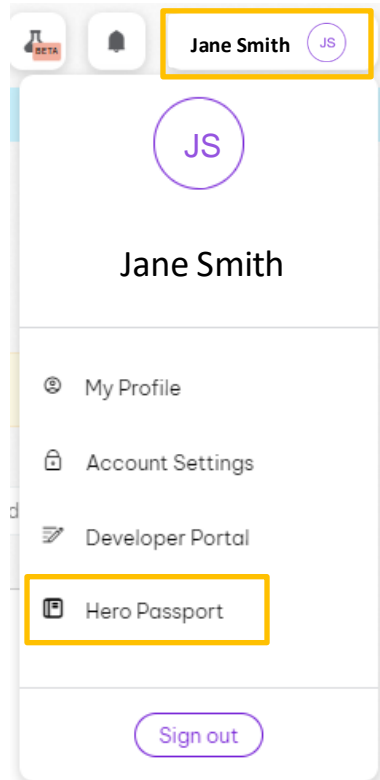 BETA
Jane Smith JS
JS
Jane Smith
My Profile
Account Settings
d
Developer Portal
Hero Passport
Sign out